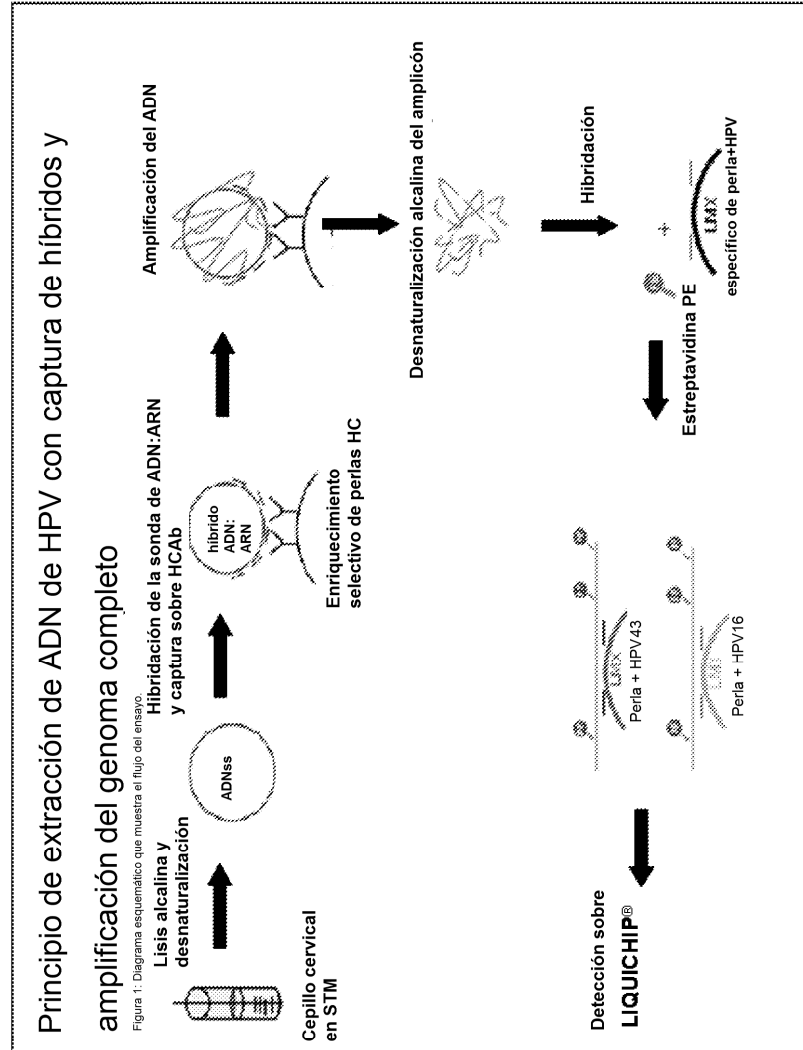 Principio de extracción de ADN de HPV con captura de híbridos y
amplificación del genoma completo
Figura 1: Diagrama esquemático que muestra el flujo del ensayo.
Cepillo cervical
en STM
Lisis alcalina y
desnaturalización
ADNss
Hibridación de la sonda de ADN:ARN
y captura sobre HCAb
híbrido
ADN:
ARN
Enriquecimiento
selectivo de perlas HC
Amplificación del ADN
Desnaturalización alcalina del amplicón
Hibridación
+
LMX
específico de perla+HPV
Estreptavidina PE
LMX
Perla + HPV43
LMX
Perla + HPV16
Detección sobre
LIQUICHIP®